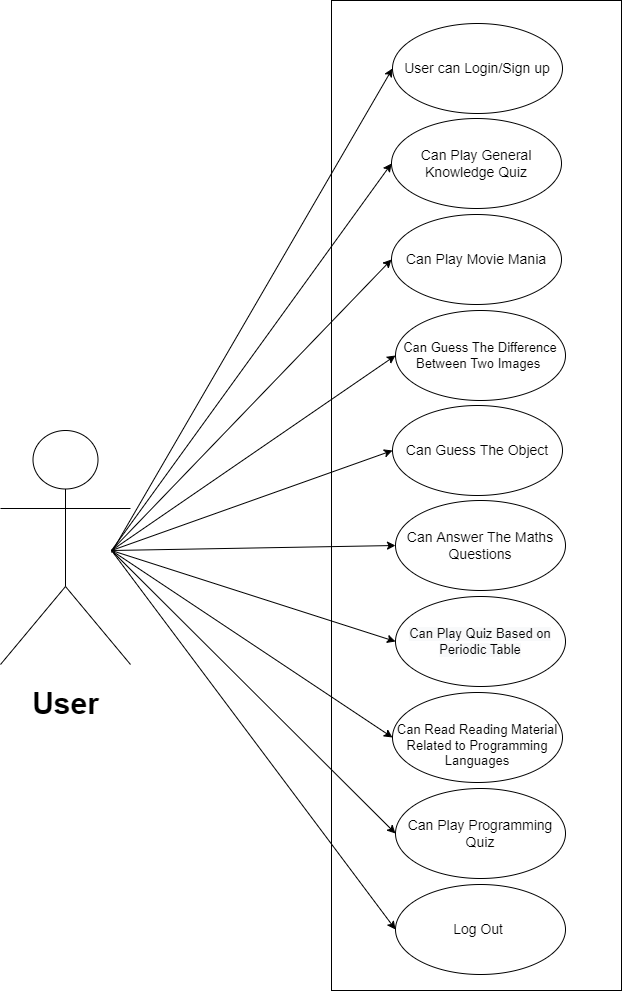 User can Login/Sign up
Can Play General
Knowledge Quiz
Can Play Movie Mania
Can Guess The Difference
Between Two Images
Can Guess The Object
Can Answer The Maths
Questions
Can Play Quiz Based on
Periodic Table
Can Read Reading Material
Related to Programming
Languages
Can Play Programming
Quiz
Log Out
User